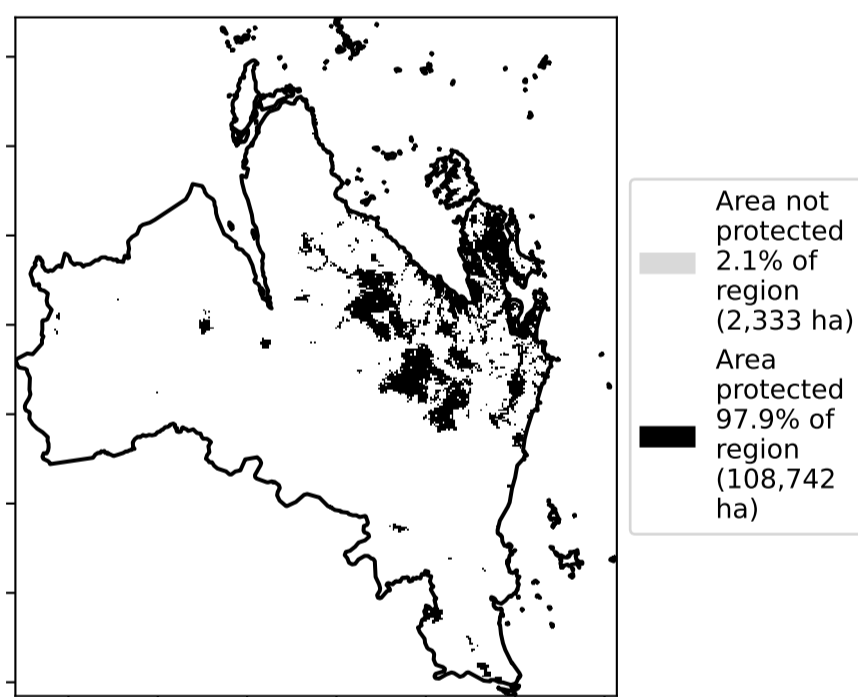 Area not
protected
2.1% of
region
(2,333 ha)
Area
protected
97.9% of
region
(108,742
ha)